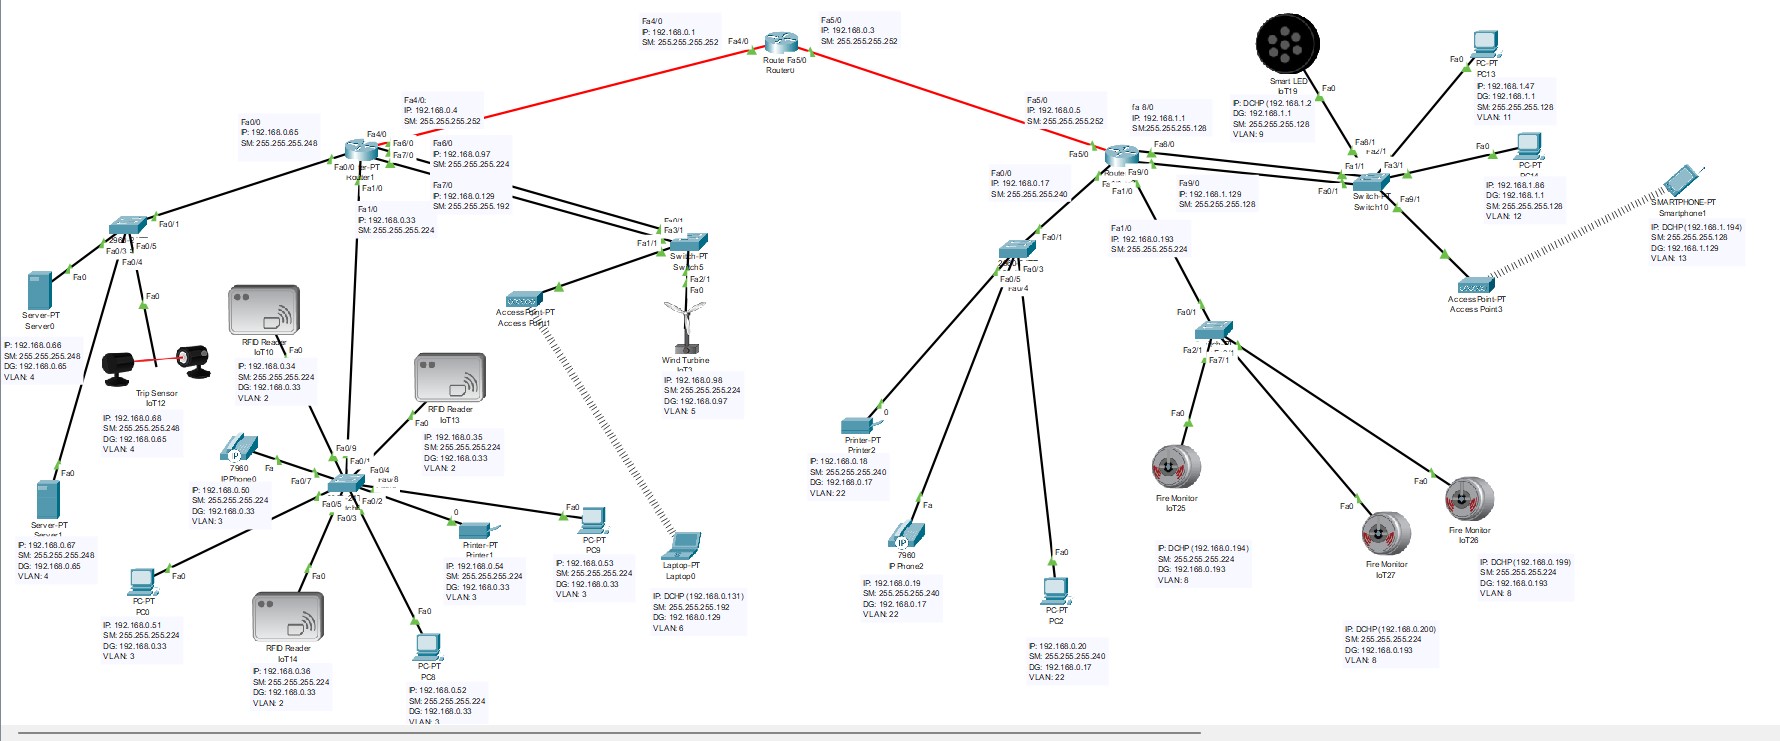 Fa4/0
IP: 192.168.0.1
SM: 255.255.255.252
Fa5/0
IP: 192.168.0.3
SM: 255.255.255.252
Fa4/0
Route Fa5/0
Router0
Fa4/0:
IP: 192.168.0.4
SM: 255.255.255.252
Fa0/0
IP: 192.168.0.65
SM: 255.255.255.248
Fa4/0
Fa6/0
Fa7/0
Fa0/0
Router1
Fa1/0
Fa6/0
IP: 192.168.0.97
SM: 255.255.255.224
Fa7/0
IP: 192.168.0.129
SM: 255.255.255.192
Fa1/0
IP: 192.168.0.33
SM: 255.255.255.224
Fa0/1
Fa0/5
Fa0/3
Fa0/4
Fa0
Server-PT
Server0
IP: 192.168.0.66
SM: 255.255.255.248
DG: 192.168.0.65
VLAN: 4
Fa0
Trip Sensor
IoT12
IP: 192.168.0.68
SM: 255.255.255.248
DG: 192.168.0.65
VLAN: 4
Fa0
Server-PT
Server1
IP: 192.168.0.67
SM: 255.255.255.248
DG: 192.168.0.65
VLAN: 4
RFID Reader
IoT10
Fa0
IP: 192.168.0.34
SM: 255.255.255.224
DG: 192.168.0.33
VLAN: 2
RFID Reader
IoT13
Fa0
IP: 192.168.0.35
SM: 255.255.255.224
DG: 192.168.0.33
VLAN: 2
7960
IP Phone0
Fa
IP: 192.168.0.50
SM: 255.255.255.224
DG: 192.168.0.33
VLAN: 3
Fa0/9
Fa0/1
Fa0/4
Fa0/8
Fa0/7
Fa0/5
Fa0/2
Fa0/3
Fa0
PC-PT
PC0
IP: 192.168.0.51
SM: 255.255.255.224
DG: 192.168.0.33
VLAN: 3
Fa0
RFID Reader
IoT14
IP: 192.168.0.36
SM: 255.255.255.224
DG: 192.168.0.33
VLAN: 2
Fa0
PC-PT
PC8
IP: 192.168.0.52
SM: 255.255.255.224
DG: 192.168.0.33
VLAN: 3
0
Printer-PT
Printer1
IP: 192.168.0.54
SM: 255.255.255.224
DG: 192.168.0.33
VLAN: 3
Fa0
PC-PT
PC9
IP: 192.168.0.53
SM: 255.255.255.224
DG: 192.168.0.33
VLAN: 3
Fa0/1
Fa3/1
Fa1/1
Switch-PT
Switch5
Fa2/1
Fa0
AccessPoint-PT
Access Point1
Wind Turbine
IoT3
IP: 192.168.0.98
SM: 255.255.255.224
DG: 192.168.0.97
VLAN: 5
Laptop-PT
Laptop0
IP: DCHP (192.168.0.131)
SM: 255.255.255.192
DG: 192.168.0.129
VLAN: 6
Fa5/0
IP: 192.168.0.5
SM: 255.255.255.252
fa 8/0
IP: 192.168.1.1
SM:255.255.255.128
Fa5/0
Fa8/0
Fa9/0
Fa1/0
Fa0/0
IP: 192.168.0.17
SM: 255.255.255.240
Fa9/0
IP: 192.168.1.129
SM: 255.255.255.128
Fa1/0
IP: 192.168.0.193
SM: 255.255.255.224
Fa0/1
Fa0/3
Fa0/5
Fa0/4
0
Printer-PT
Printer2
IP: 192.168.0.18
SM: 255.255.255.240
DG: 192.168.0.17
VLAN: 22
Fa
7960
IP Phone2
IP: 192.168.0.19
SM: 255.255.255.240
DG: 192.168.0.17
VLAN: 22
Fa0
PC-PT
PC2
IP: 192.168.0.20
SM: 255.255.255.240
DG: 192.168.0.17
VLAN: 22
Fa0/1
Fa2/1
Fa7/1
Fa0
Fire Monitor
IoT25
IP: DCHP (192.168.0.194)
SM: 255.255.255.224
DG: 192.168.0.193
VLAN: 8
Fa0
Fire Monitor
IoT27
IP: DCHP (192.168.0.200)
SM: 255.255.255.224
DG: 192.168.0.193
VLAN: 8
Fa0
Fire Monitor
IoT26
IP: DCHP (192.168.0.199)
SM: 255.255.255.224
DG: 192.168.0.193
VLAN: 8
Smart LED
IoT19
Fa0
IP: DCHP (192.168.1.2
DG: 192.168.1.1
SM: 255.255.255.128
VLAN: 9
Fa0
PC-PT
PC13
IP: 192.168.1.47
DG: 192.168.1.1
SM: 255.255.255.128
VLAN: 11
Fa8/1
Fa2/1
Fa1/1
Fa3/1
Fa0/1
Fa9/1
Switch-PT
Switch10
Fa0
PC-PT
PC14
IP: 192.168.1.86
DG: 192.168.1.1
SM: 255.255.255.128
VLAN: 12
AccessPoint-PT
Access Point3
SMARTPHONE-PT
Smartphone1
IP: DCHP (192.168.1.194)
SM: 255.255.255.128
DG: 192.168.1.129
VLAN: 13